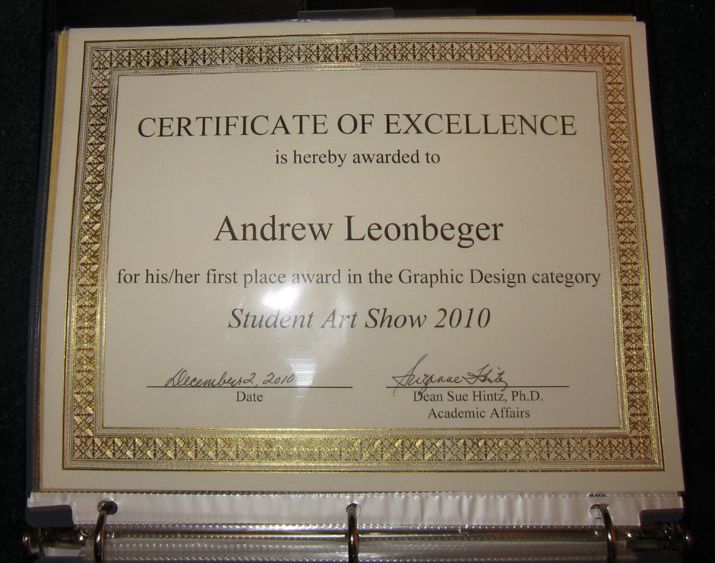 CERTIFICATE OF EXCELLENCE
is hereby awarded to
Andrew Leonbeger
for his/her first place award in the Graphic Design category
Student Art Show 2010
December 2, 2010 Suzanne Hintz
Date Dean Sue Hintz, Ph.D.
Academic Affairs